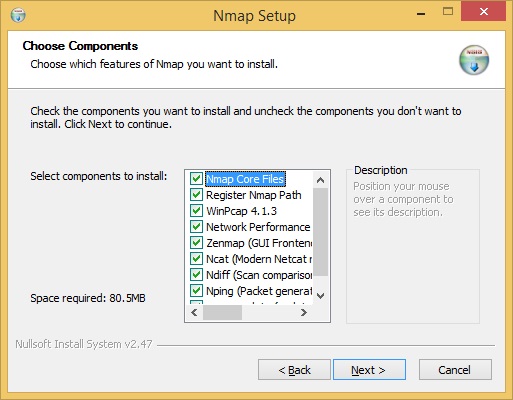 Nmap Setup
Choose Components
Choose which features of Nmap you want to install.
Check the components you want to install and uncheck the components you don't want to
install. Click Next to continue.
Select components to install:
Nmap Core Files
Register Nmap Path
WinPcap 4.1.3
Network Performance
Zenmap (GUI Frontend
Ncat (Modern Netcat r
Ndiff (Scan comparisor
Nping (Packet generat
Description
Position your mouse
over a component to
see its description.
Space required: 80.5MB
Nullsoft Install System v2.47
< Back
Next >
Cancel